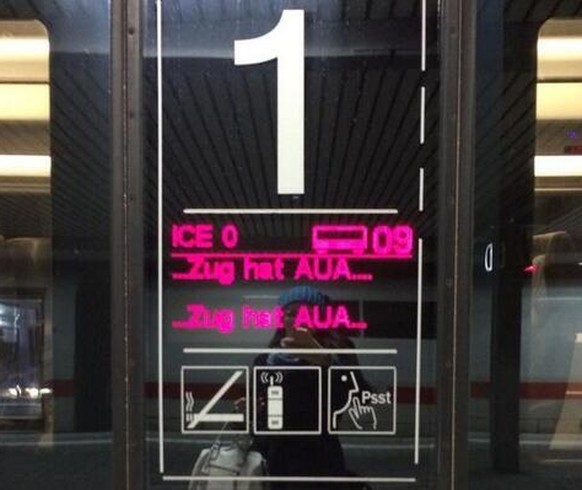 1
ICE 0 09
...Zug hat AUA....
...Zug hat AUA...
Psst